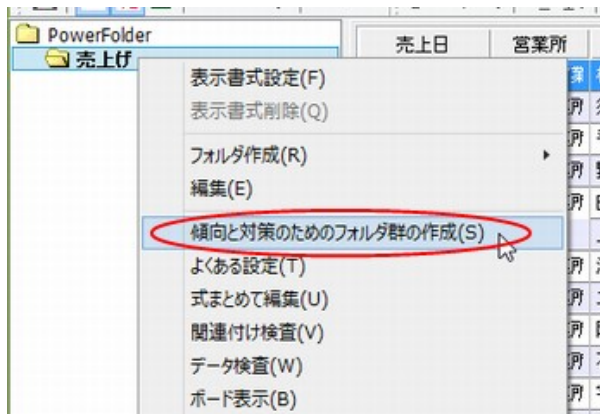 PowerFolder
売上げ
売上日 営業所
表示書式設定(F)
表示書式削除(Q)
フォルダ作成(R)
編集(E)
傾向と対策のためのフォルダ群の作成(S)
よくある設定(T)
式まとめて編集(U)
関連付け検査(V)
データ検査(W)
ボード表示(B)